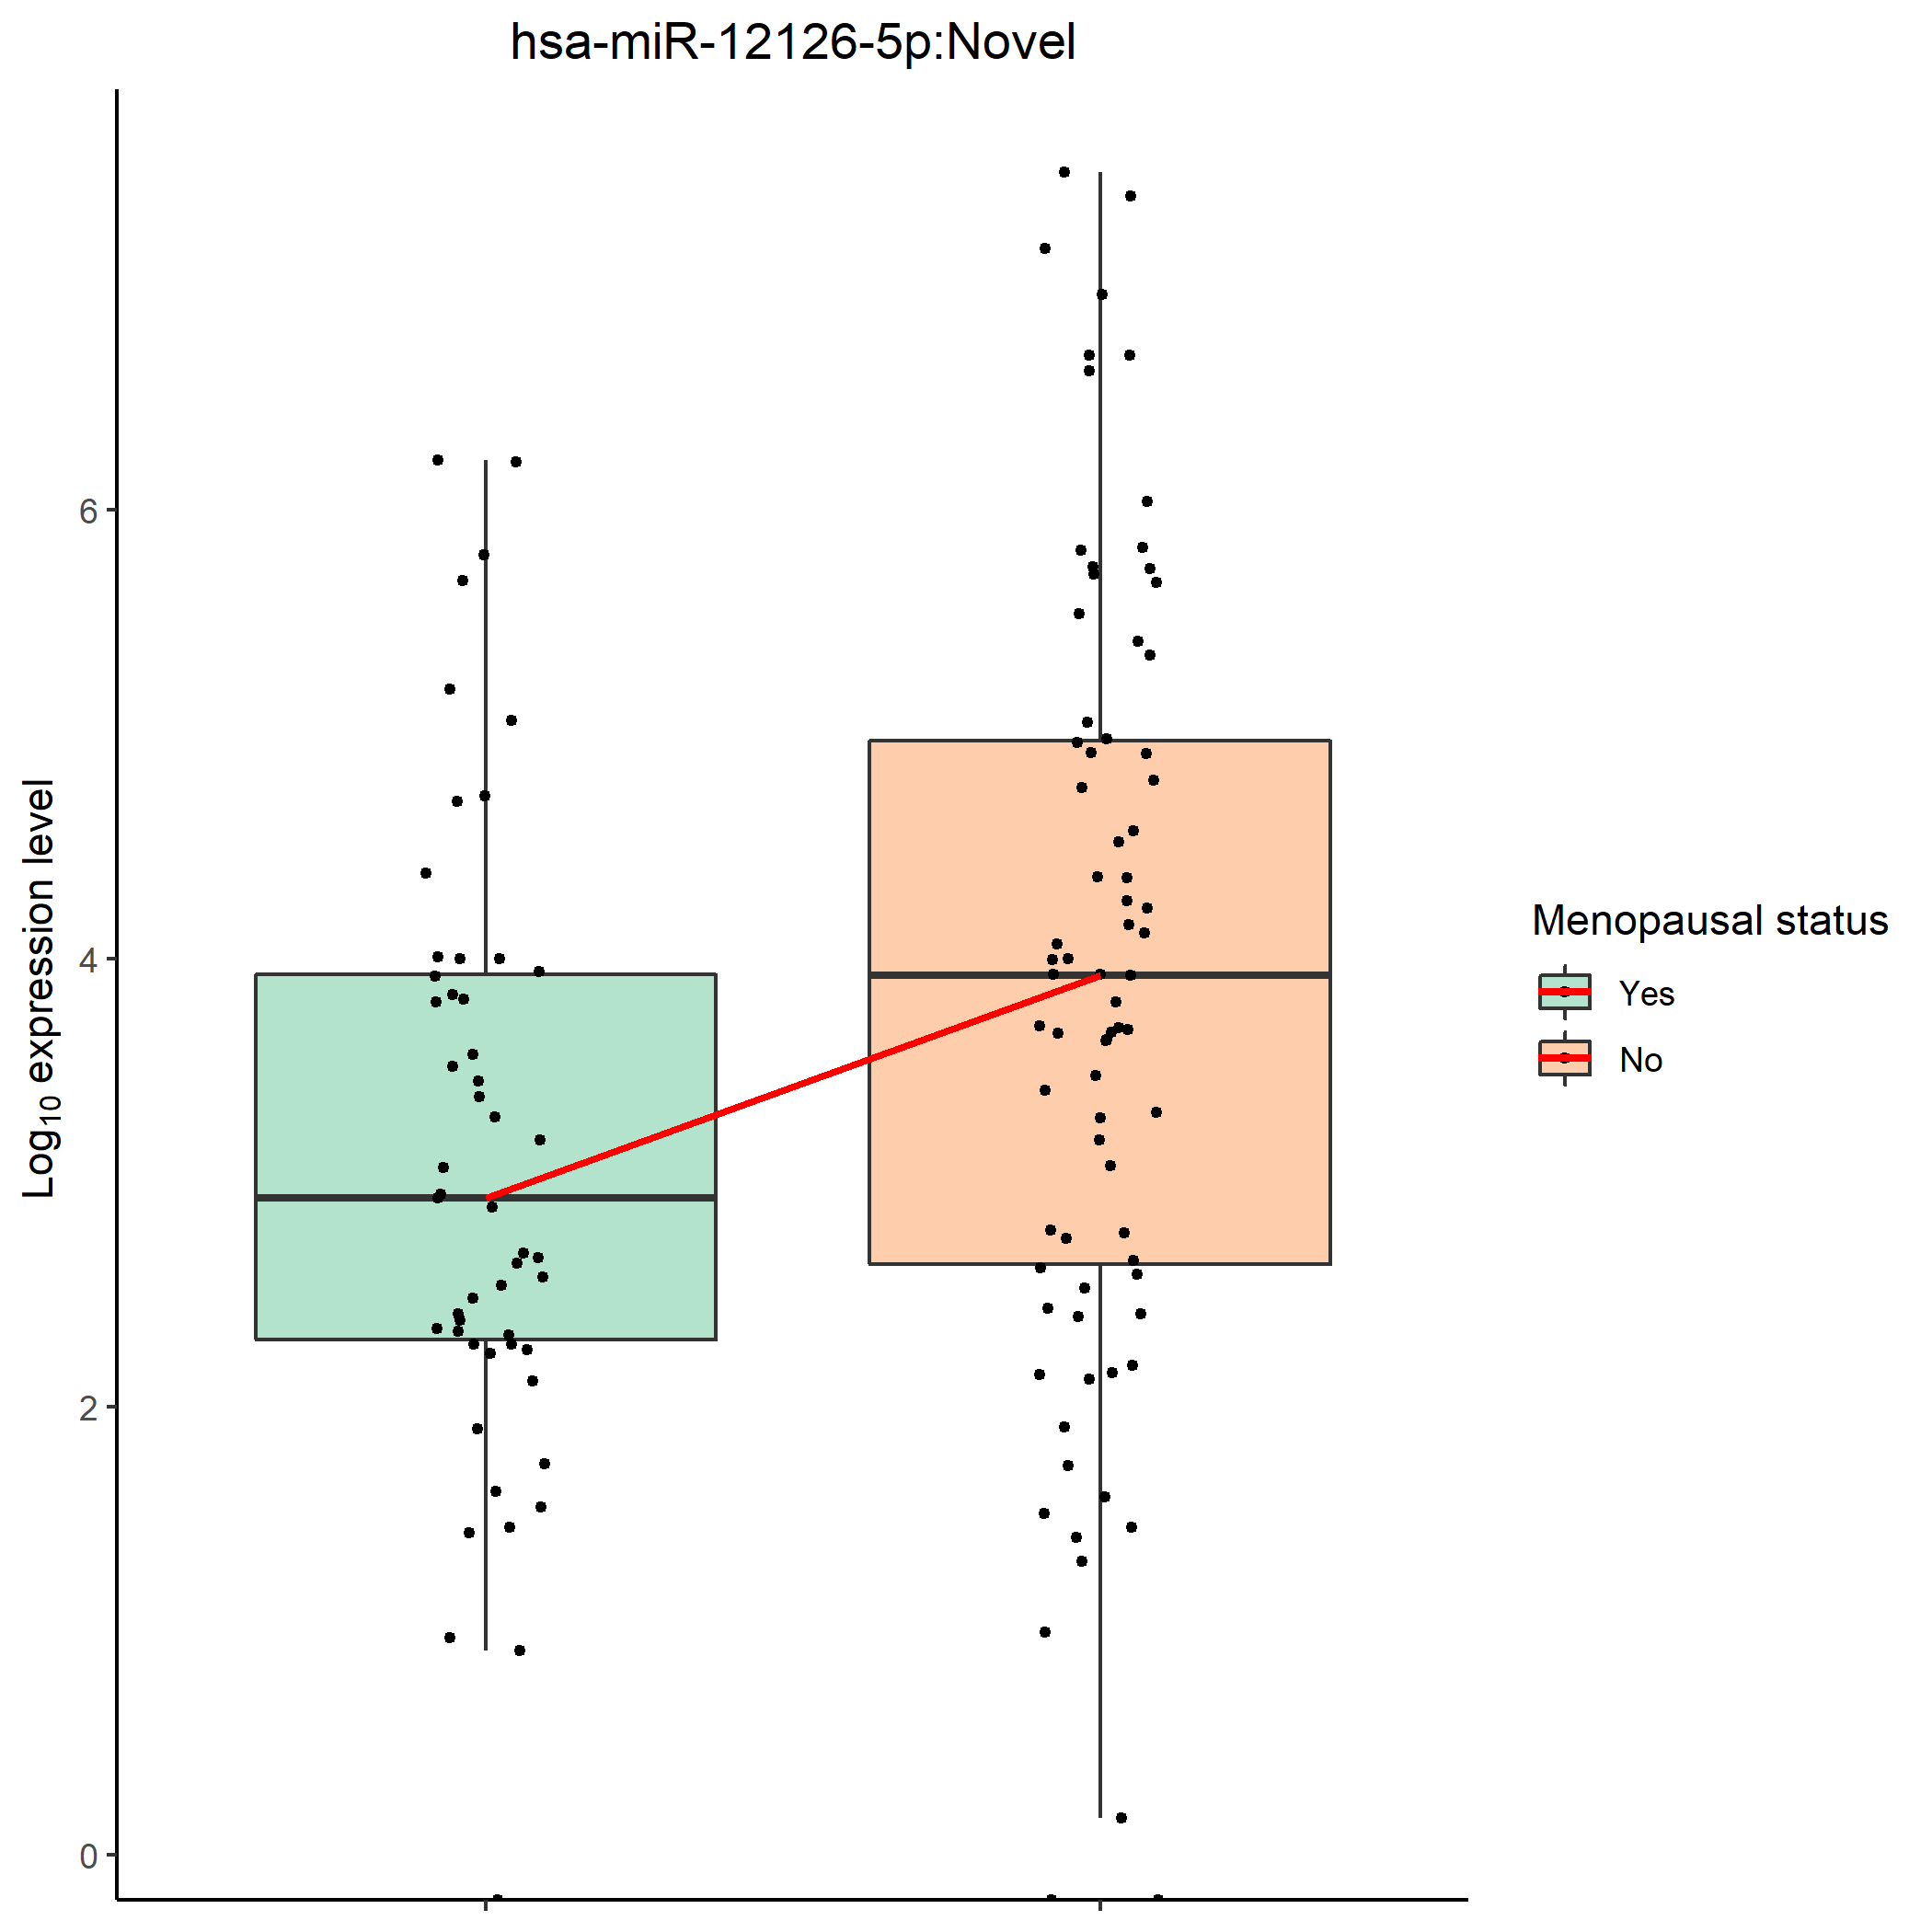 hsa-miR-12126-5p:Novel
Log10 expression level
6
4
2
0
Menopausal status
Yes
No